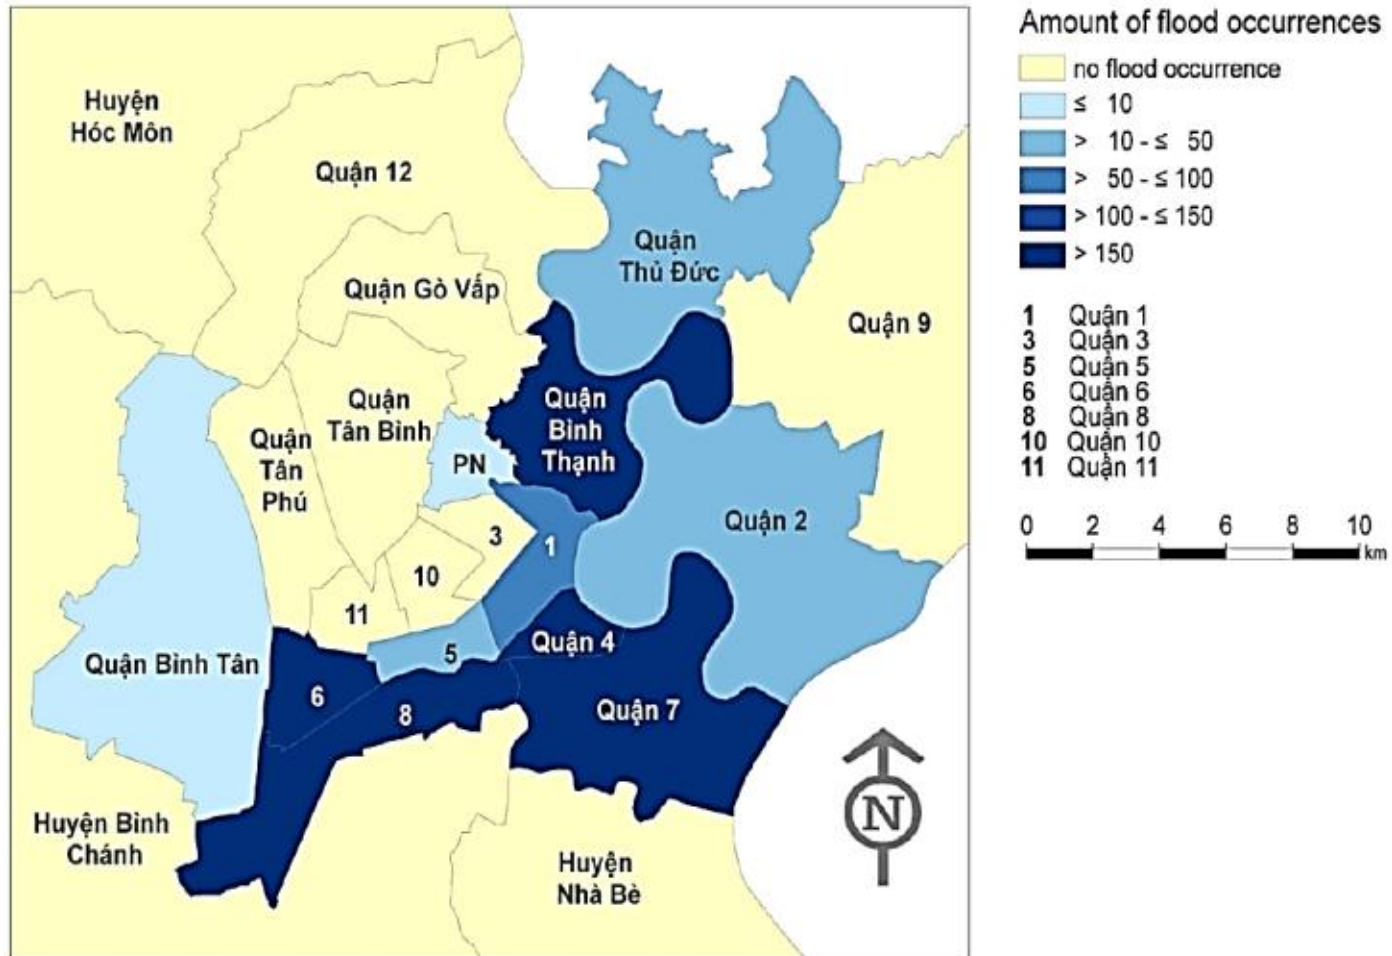 Amount of flood occurrences
no flood occurrence
≤ 10
> 10 - ≤ 50
> 50 - ≤ 100
> 100 - ≤ 150
> 150
1 Quận 1
3 Quận 3
5 Quận 5
6 Quận 6
8 Quận 8
10 Quận 10
11 Quận 11
0 2 4 6 8 10
km
Huyện
Hóc Môn
Quận 12
Quận
Thủ Đức
Quận Gò Vấp
Quận 9
Quận
Tân Bình
Quận
Bình
Thạnh
Quận
Tân
Phú
PN
3
1
Quận 2
10
11
5
Quận 4
Quận Bình Tân
6
8
Quận 7
Huyện Bình
Chánh
Huyện
Nhà Bè
N